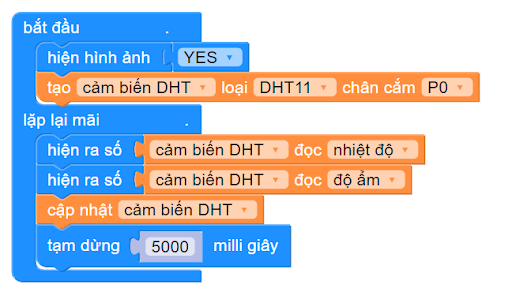 bắt đầu .
hiện hình ảnh YES
tạo cảm biến DHT loại DHT11 chân cắm P0
lặp lại mãi .
hiện ra số cảm biến DHT đọc nhiệt độ
hiện ra số cảm biến DHT đọc độ ẩm
cập nhật cảm biến DHT
tạm dừng 5000 milli giây